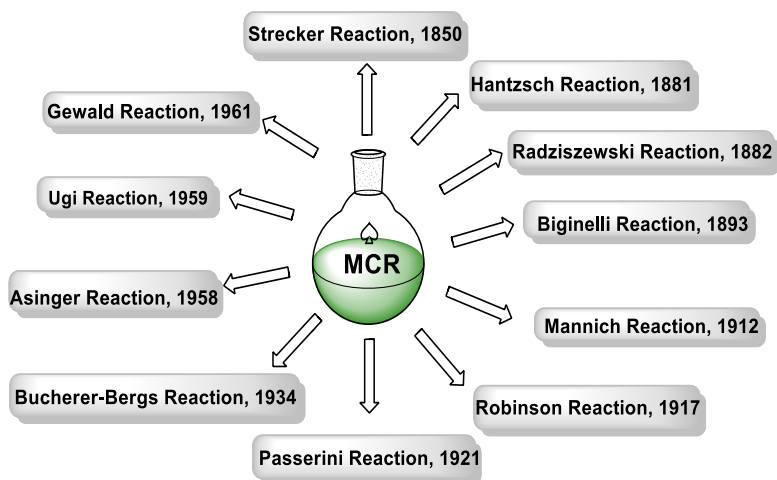 Strecker Reaction, 1850
Hantzsch Reaction, 1881
Radziszewski Reaction, 1882
Biginelli Reaction, 1893
Mannich Reaction, 1912
Robinson Reaction, 1917
Passerini Reaction, 1921
Bucherer-Bergs Reaction, 1934
Asinger Reaction, 1958
Ugi Reaction, 1959
Gewald Reaction, 1961
MCR